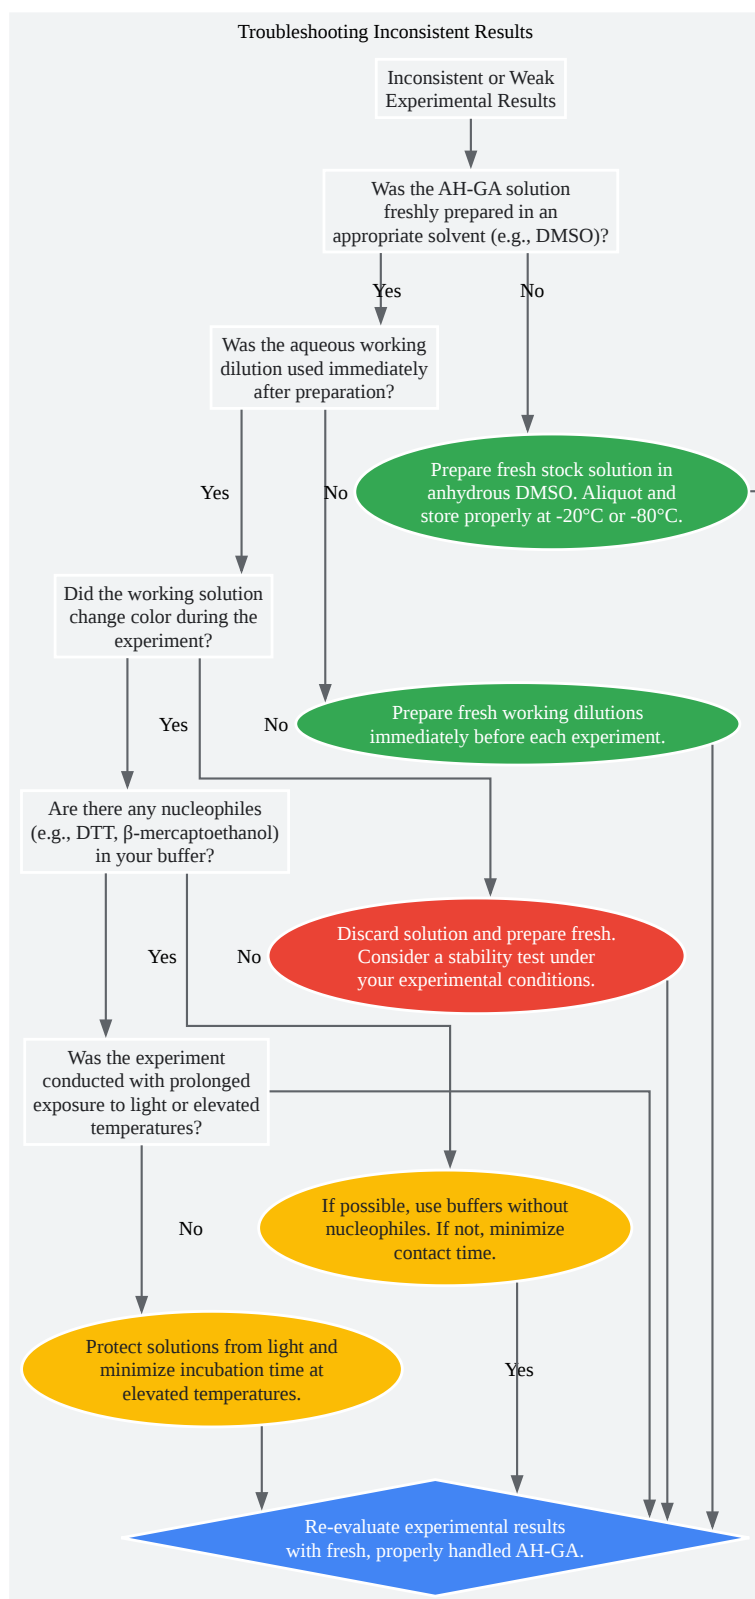 Troubleshooting Inconsistent Results
Inconsistent or Weak
Experimental Results
Was the AH-GA solution
freshly prepared in an
appropriate solvent (e.g., DMSO)?
Yes
No
Was the aqueous working
dilution used immediately
after preparation?
Yes
No
Prepare fresh stock solution in
anhydrous DMSO. Aliquot and
store properly at -20°C or -80°C.
Did the working solution
change color during the
experiment?
Yes
No
Prepare fresh working dilutions
immediately before each experiment.
Are there any nucleophiles
(e.g., DTT, β-mercaptoethanol)
in your buffer?
Yes
No
Discard solution and prepare fresh.
Consider a stability test under
your experimental conditions.
Was the experiment
conducted with prolonged
exposure to light or elevated
temperatures?
No
If possible, use buffers without
nucleophiles. If not, minimize
contact time.
Protect solutions from light and
minimize incubation time at
elevated temperatures.
Yes
Re-evaluate experimental results
with fresh, properly handled AH-GA.